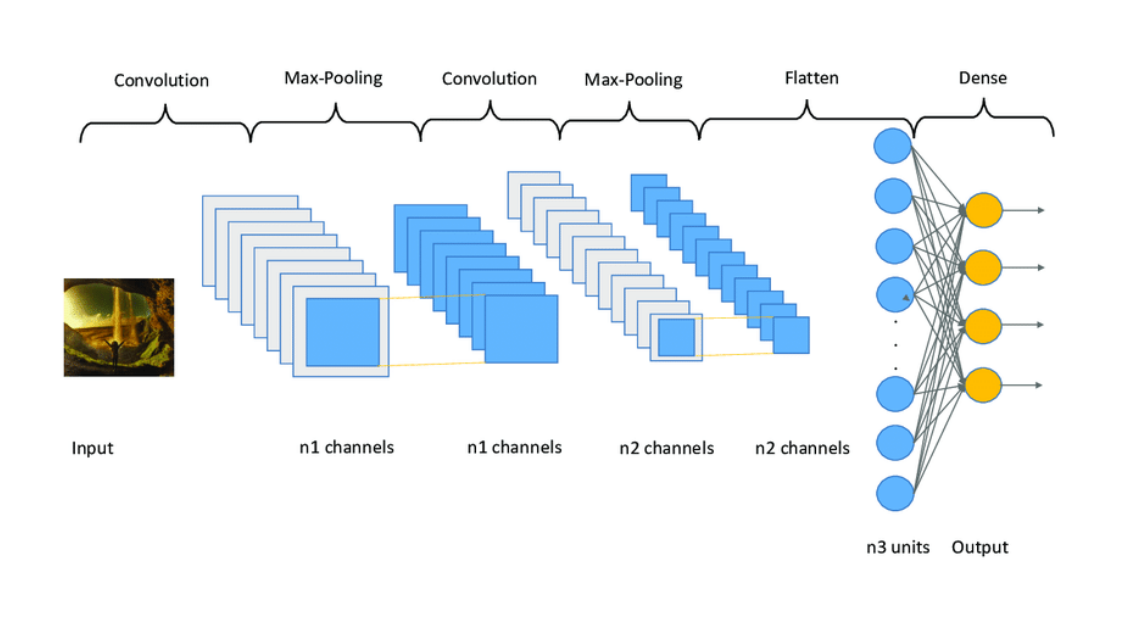 Convolution
Max-Pooling
Convolution
Max-Pooling
Flatten
Dense
Input
n1 channels
n1 channels
n2 channels
n2 channels
n3 units
Output